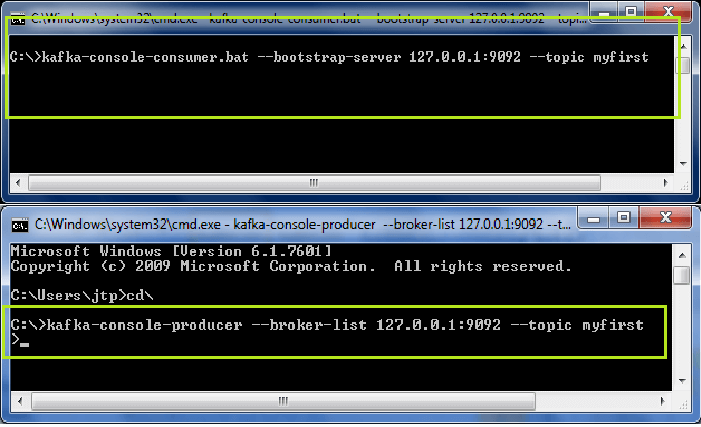 C:\Windows\system32\cmd.exe - kafka-console-consumer.bat --bootstrap-server 127.0.0.1:9092 --topi...
C:\>kafka-console-consumer.bat --bootstrap-server 127.0.0.1:9092 --topic myfirst
C:\Windows\system32\cmd.exe - kafka-console-producer --broker-list 127.0.0.1:9092 --t...
Microsoft Windows [Version 6.1.7601]
Copyright (c) 2009 Microsoft Corporation. All rights reserved.
C:\Users\jtp>cd\
C:\>kafka-console-producer --broker-list 127.0.0.1:9092 --topic myfirst
>_